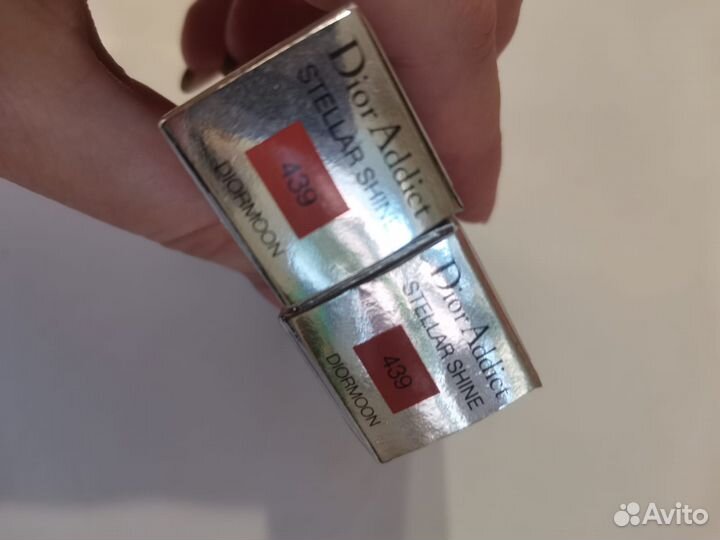 Dior Addict
STELLAR SHINE
439
DIORMOON
Dior Addict
STELLAR SHINE
439
DIORMOON
Avito